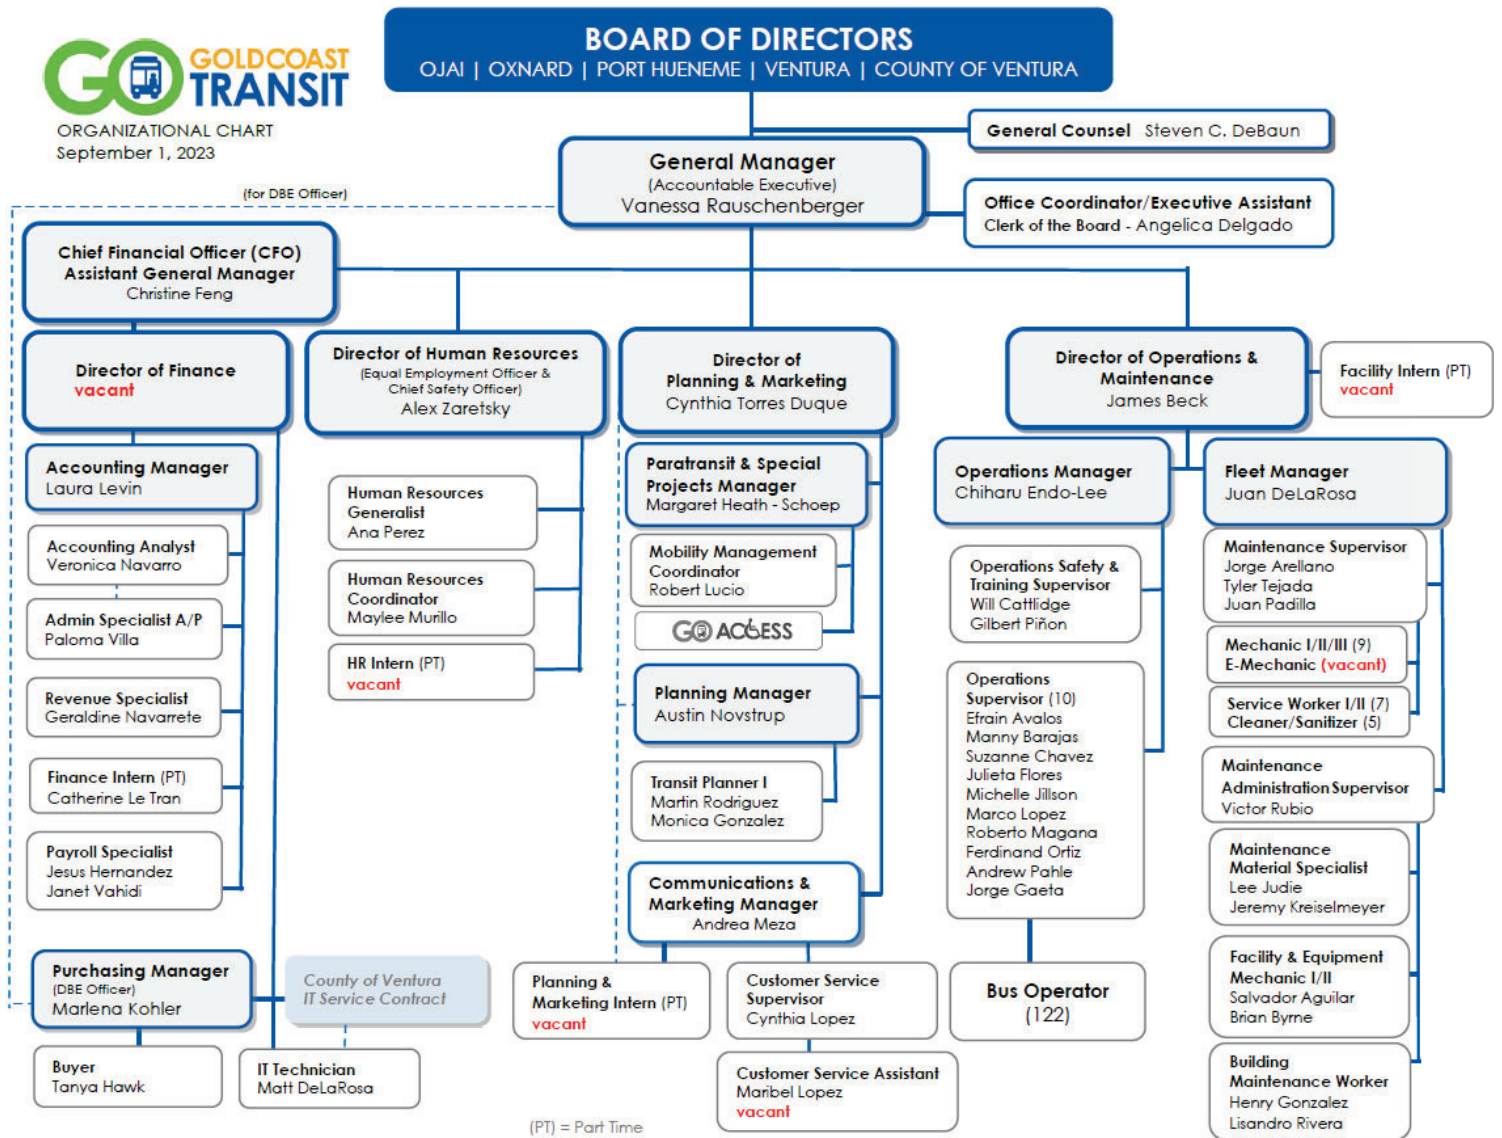 GO GOLD COAST
TRANSIT
ORGANIZATIONAL CHART
September 1, 2023
BOARD OF DIRECTORS
OJAI | OXNARD | PORT HUENEME | VENTURA | COUNTY OF VENTURA
General Counsel Steven C. DeBaun
General Manager
(Accountable Executive)
Vanessa Rauschenberger
Office Coordinator/Executive Assistant
Clerk of the Board - Angelica Delgado
(for DBE Officer)
Chief Financial Officer (CFO)
Assistant General Manager
Christine Feng
Director of Finance
vacant
Accounting Manager
Laura Levin
Accounting Analyst
Veronica Navarro
Admin Specialist A/P
Paloma Villa
Revenue Specialist
Geraldine Navarrete
Finance Intern (PT)
Catherine Le Tran
Payroll Specialist
Jesus Hernandez
Janet Vahidi
Purchasing Manager
(DBE Officer)
Marlena Kohler
Buyer
Tanya Hawk
County of Ventura
IT Service Contract
IT Technician
Matt DeLaRosa
Director of Human Resources
(Equal Employment Officer &
Chief Safety Officer)
Alex Zaretsky
Human Resources
Generalist
Ana Perez
Human Resources
Coordinator
Maylee Murillo
HR Intern (PT)
vacant
Director of
Planning & Marketing
Cynthia Torres Duque
Paratransit & Special
Projects Manager
Margaret Heath - Schoep
Mobility Management
Coordinator
Robert Lucio
GO ACCESS
Planning Manager
Austin Novstrup
Transit Planner I
Martin Rodriguez
Monica Gonzalez
Communications &
Marketing Manager
Andrea Meza
Planning &
Marketing Intern (PT)
vacant
Customer Service
Supervisor
Cynthia Lopez
Customer Service Assistant
Maribel Lopez
vacant
Director of Operations &
Maintenance
James Beck
Facility Intern (PT)
vacant
Operations Manager
Chiharu Endo-Lee
Operations Safety &
Training Supervisor
Will Cattlidge
Gilbert Piñon
Operations
Supervisor (10)
Efrain Avalos
Manny Barajas
Suzanne Chavez
Julieta Flores
Michelle Jillson
Marco Lopez
Roberto Magana
Ferdinand Ortiz
Andrew Pahle
Jorge Gaeta
Bus Operator
(122)
Fleet Manager
Juan DeLaRosa
Maintenance Supervisor
Jorge Arellano
Tyler Tejada
Juan Padilla
Mechanic I/II/III (9)
E-Mechanic (vacant)
Service Worker I/II (7)
Cleaner/Sanitizer (5)
Maintenance
Administration Supervisor
Victor Rubio
Maintenance
Material Specialist
Lee Judie
Jeremy Kreiselmeyer
Facility & Equipment
Mechanic I/II
Salvador Aguilar
Brian Byrne
Building
Maintenance Worker
Henry Gonzalez
Lisandro Rivera
(PT) = Part Time